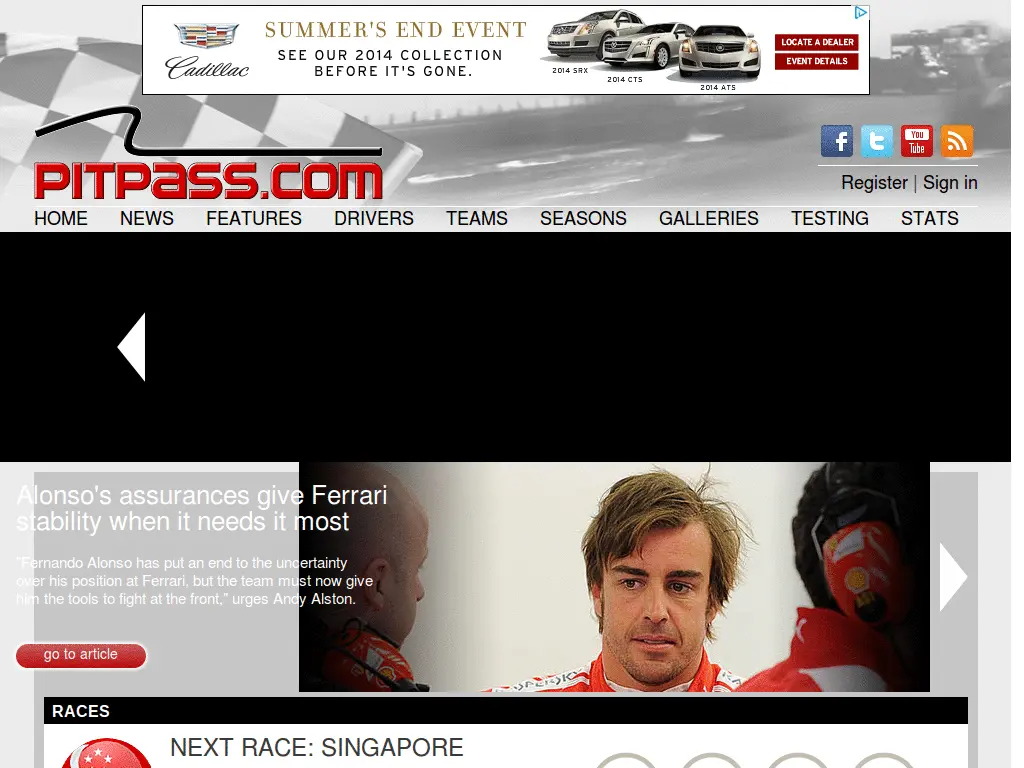 SUMMER'S END EVENT
SEE OUR 2014 COLLECTION
BEFORE IT'S GONE.
Cadillac
2014 SRX
2014 CTS
2014 ATS
LOCATE A DEALER
EVENT DETAILS
PITPASS.COM
You
Tube
Register | Sign in
HOME NEWS FEATURES DRIVERS TEAMS SEASONS GALLERIES TESTING STATS
Alonso's assurances give Ferrari
stability when it needs it most
"Fernando Alonso has put an end to the uncertainty
over his position at Ferrari, but the team must now give
him the tools to fight at the front," urges Andy Alston.
go to article
RACES
NEXT RACE: SINGAPORE